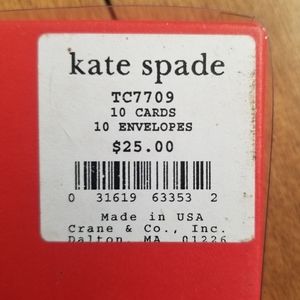 kate spade
TC7709
10 CARDS
10 ENVELOPES
$25.00
0 31619 63353 2
Made in USA
Crane & Co., Inc.
Dalton, MA 01226